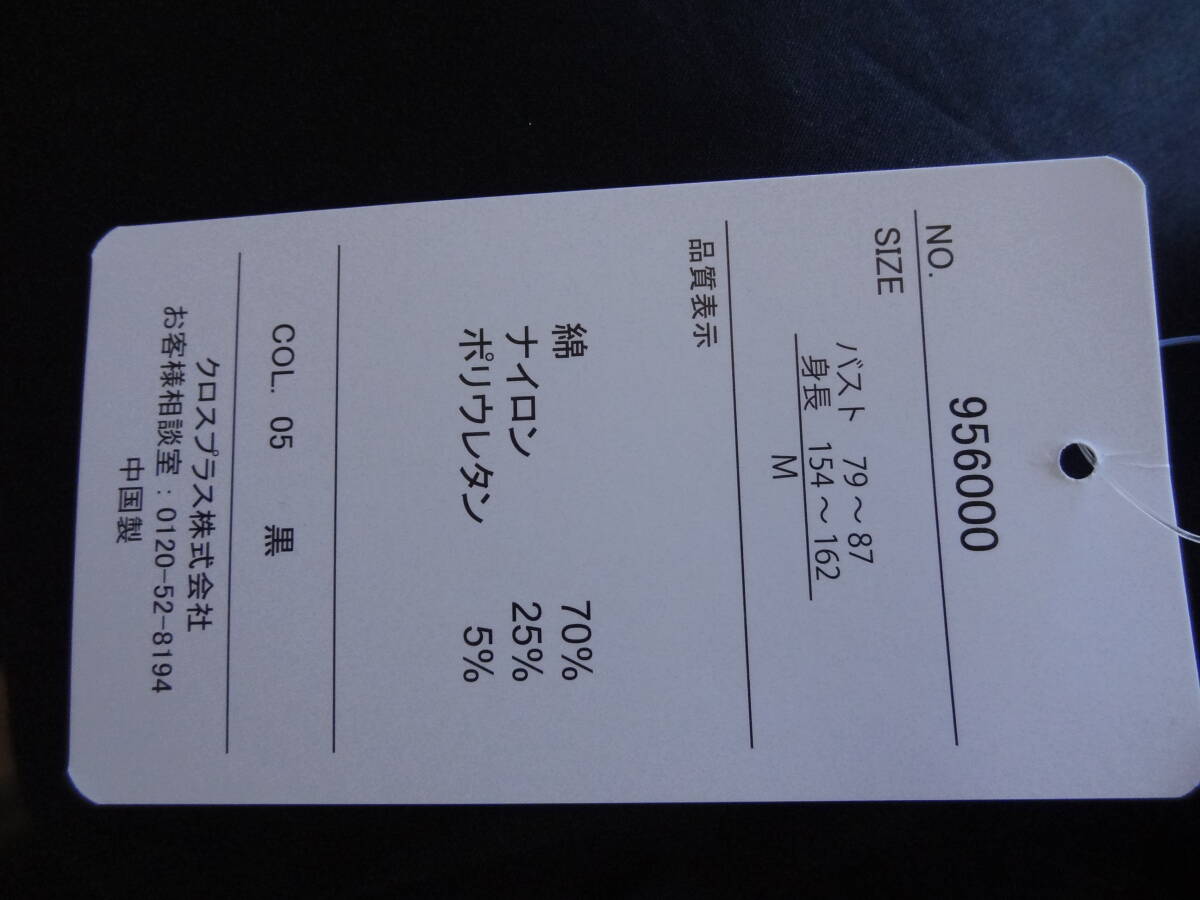 NO. 956000
SIZE
バスト 79～87
身長 154～162
M
品質表示
綿 70%
ナイロン 25%
ポリウレタン 5%
COL. 05 黒
クロスプラス株式会社
お客様相談室：0120-52-8194
中国製